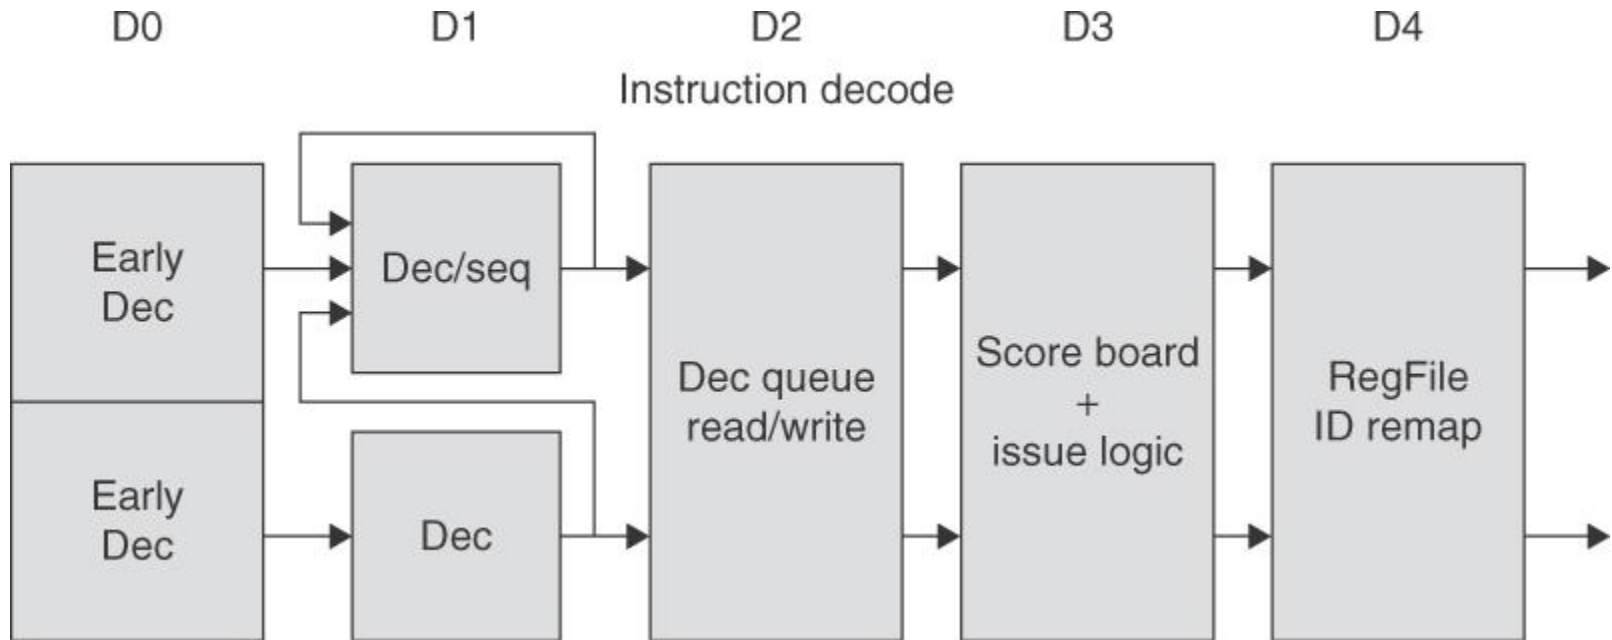 D0 D1 D2 D3 D4
Instruction decode
Early
Dec
Dec/seq
Early
Dec
Dec
Dec queue
read/write
Score board
+
issue logic
RegFile
ID remap